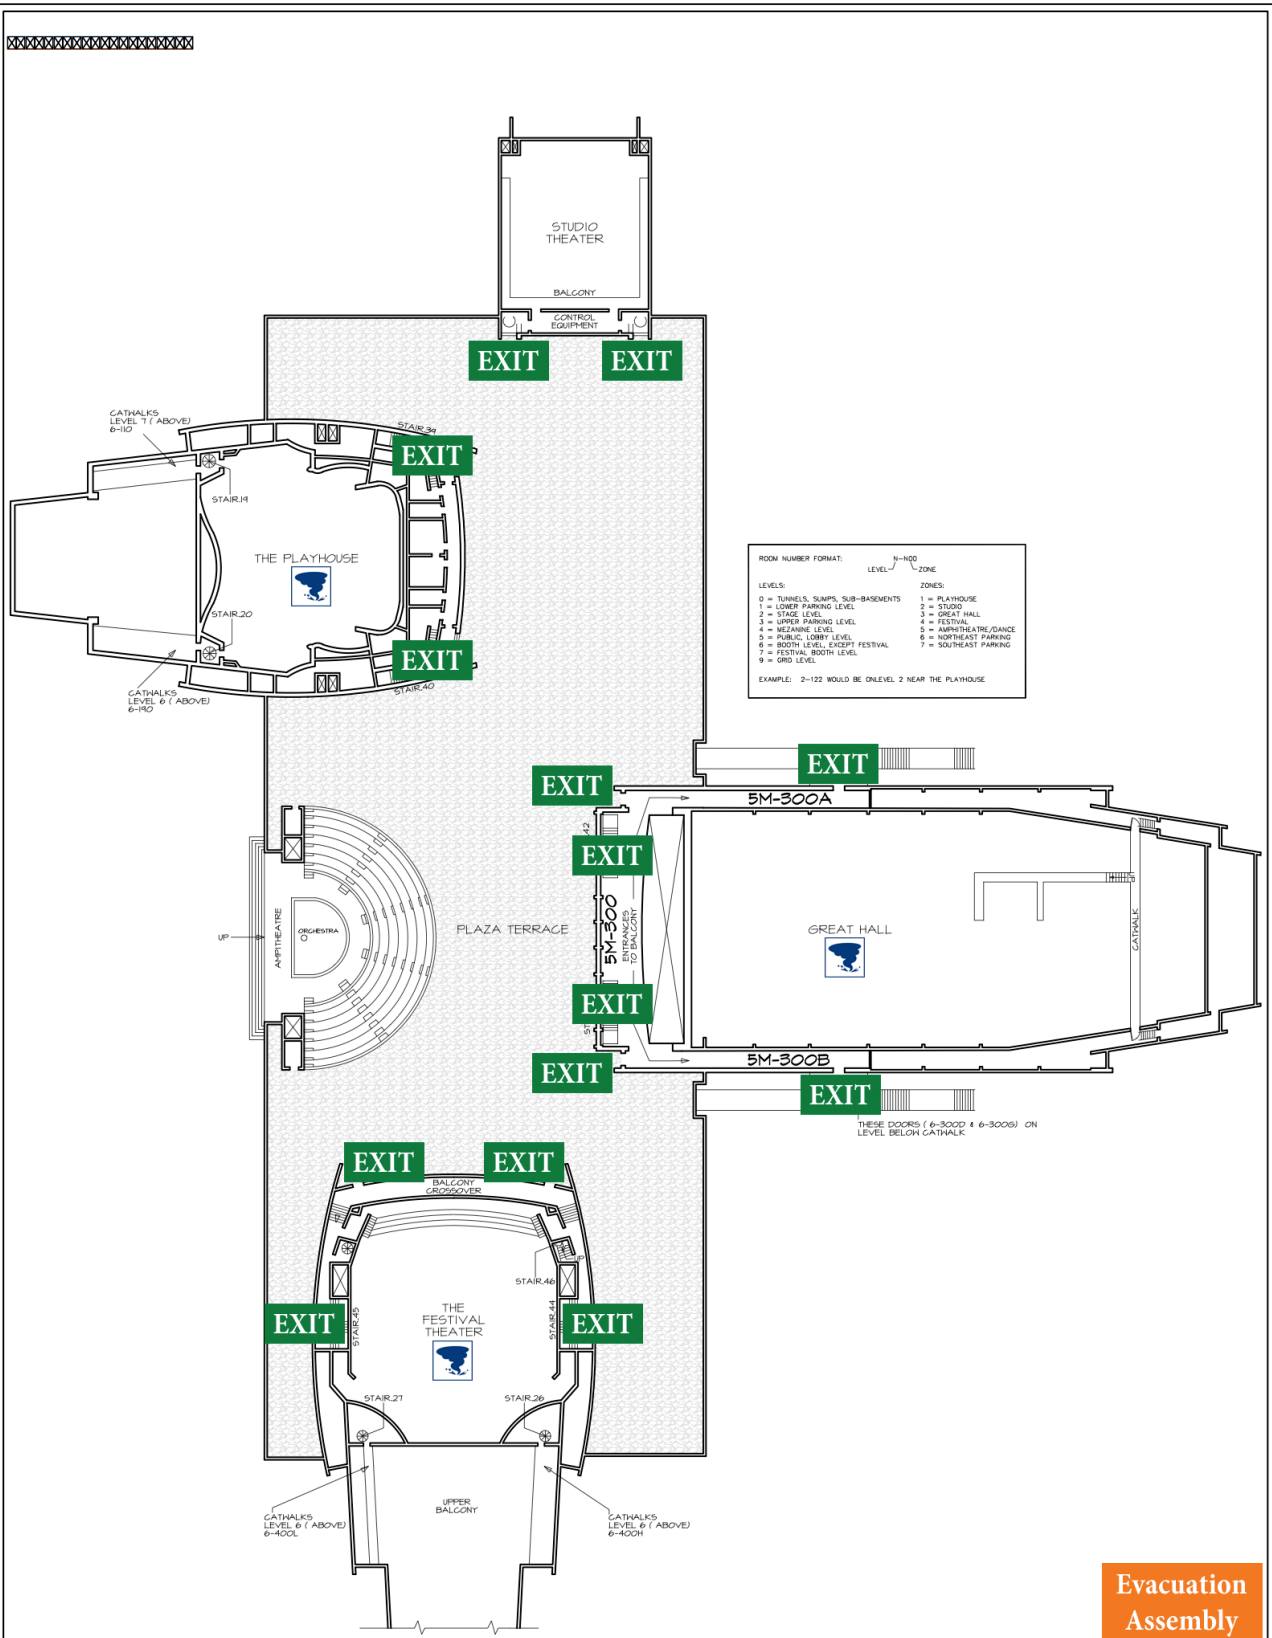 STUDIO
THEATER
BALCONY
CONTROL
EQUIPMENT
EXIT
EXIT
CATWALKS
LEVEL 7 ( ABOVE)
6-110
STAIR.39
EXIT
STAIR.19
THE PLAYHOUSE
STAIR.20
EXIT
STAIR.40
CATWALKS
LEVEL 6 ( ABOVE)
6-190
ROOM NUMBER FORMAT:
N-NOO
LEVEL
ZONE
LEVELS:
0 = TUNNELS, SUMPS, SUB-BASEMENTS
1 = LOWER PARKING LEVEL
2 = STAGE LEVEL
3 = UPPER PARKING LEVEL
4 = MEZANINE LEVEL
5 = PUBLIC, LOBBY LEVEL
6 = BOOTH LEVEL, EXCEPT FESTIVAL
7 = FESTIVAL BOOTH LEVEL
9 = GRID LEVEL
ZONES:
1 = PLAYHOUSE
2 = STUDIO
3 = GREAT HALL
4 = FESTIVAL
5 = AMPHITHEATRE/DANCE
6 = NORTHEAST PARKING
7 = SOUTHEAST PARKING
EXAMPLE: 2-122 WOULD BE ONLEVEL 2 NEAR THE PLAYHOUSE
EXIT
EXIT
5M-300A
EXIT
5M-300
ENTRANCES
TO BALCONY
UP
AMPITHEATRE
ORCHESTRA
PLAZA TERRACE
GREAT HALL
CATWALK
EXIT
5M-300B
EXIT
EXIT
THESE DOORS ( 6-300D & 6-300G) ON
LEVEL BELOW CATWALK
EXIT
EXIT
BALCONY
CROSSOVER
UP
STAIR.46
THE
FESTIVAL
THEATER
EXIT
STAIR.45
STAIR.44
EXIT
STAIR.27
STAIR.26
UPPER
BALCONY
CATWALKS
LEVEL 6 ( ABOVE)
6-400L
CATWALKS
LEVEL 6 ( ABOVE)
6-400H
Evacuation
Assembly